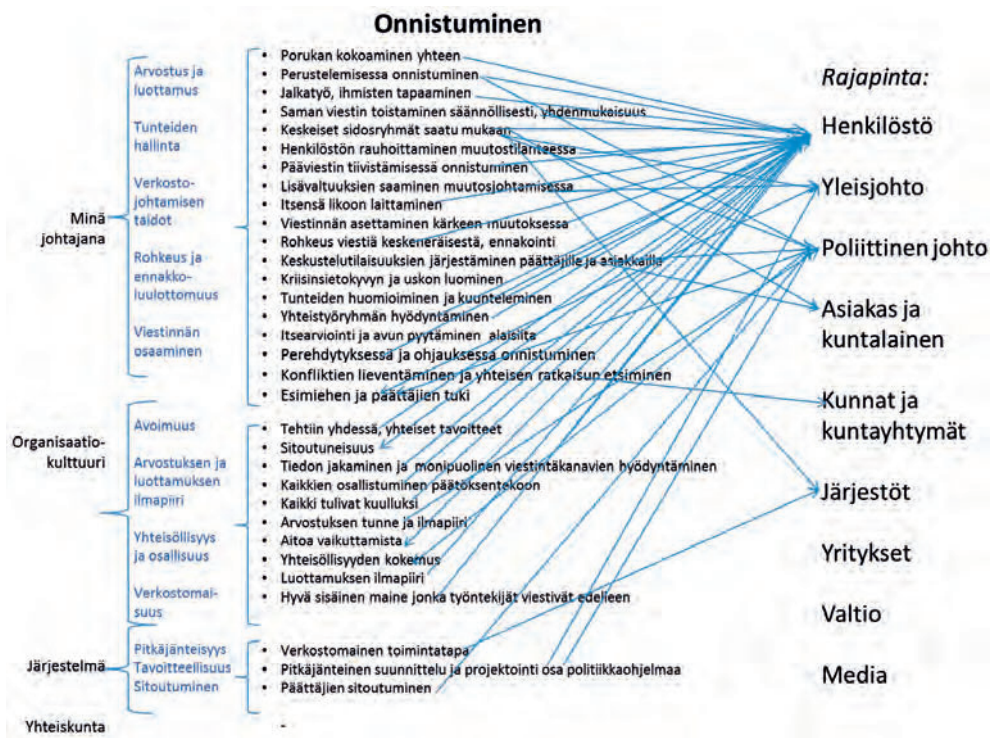 Onnistuminen
Minä
johtajana
Arvostus ja
luottamus
Tunteiden
hallinta
Verkosto-
johtamisen
taidot
Rohkeus ja
ennakko-
luulottomuus
Viestinnän
osaaminen
• Porukan kokoaminen yhteen
• Perustelemisessa onnistuminen
• Jalkatyö, ihmisten tapaaminen
• Saman viestin toistaminen säännöllisesti, yhdenmukaisuus
• Keskeiset sidosryhmät saatu mukaan
• Henkilöstön rauhoittaminen muutostilanteessa
• Pääviestin tiivistämisessä onnistuminen
• Lisävaltuuksien saaminen muutosjohtamisessa
• Itsensä likoon laittaminen
• Viestinnän asettaminen kärkeen muutoksessa
• Rohkeus viestiä keskeneräisestä, ennakointi
• Keskustelutilaisuuksien järjestäminen päättäjille ja asiakkaille
• Kriisinsietokyvyn ja uskon luominen
• Tunteiden huomioiminen ja kuunteleminen
• Yhteistyöryhmän hyödyntäminen
• Itsearviointi ja avun pyytäminen alaisilta
• Perehdytyksessä ja ohjauksessa onnistuminen
• Konfliktien lieventäminen ja yhteisen ratkaisun etsiminen
• Esimiehen ja päättäjien tuki
Organisaatio-
kulttuuri
Avoimuus
Arvostuksen ja
luottamuksen
ilmapiiri
Yhteisöllisyys
ja osallisuus
Verkostomai-
suus
• Tehtiin yhdessä, yhteiset tavoitteet
• Sitoutuneisuus
• Tiedon jakaminen ja monipuolinen viestintäkanavien hyödyntäminen
• Kaikkien osallistuminen päätöksentekoon
• Kaikki tulivat kuulluksi
• Arvostuksen tunne ja ilmapiiri
• Aitoa vaikuttamista
• Yhteisöllisyyden kokemus
• Luottamuksen ilmapiiri
• Hyvä sisäinen maine jonka työntekijät viestivät edelleen
Järjestelmä
Pitkäjänteisyys
Tavoitteellisuus
Sitoutuminen
• Verkostomainen toimintatapa
• Pitkäjänteinen suunnittelu ja projektointi osa politiikkaohjelmaa
• Päättäjien sitoutuminen
Yhteiskunta
-
Rajapinta:
Henkilöstö
Yleisjohto
Poliittinen johto
Asiakas ja
kuntalainen
Kunnat ja
kuntayhtymät
Järjestöt
Yritykset
Valtio
Media